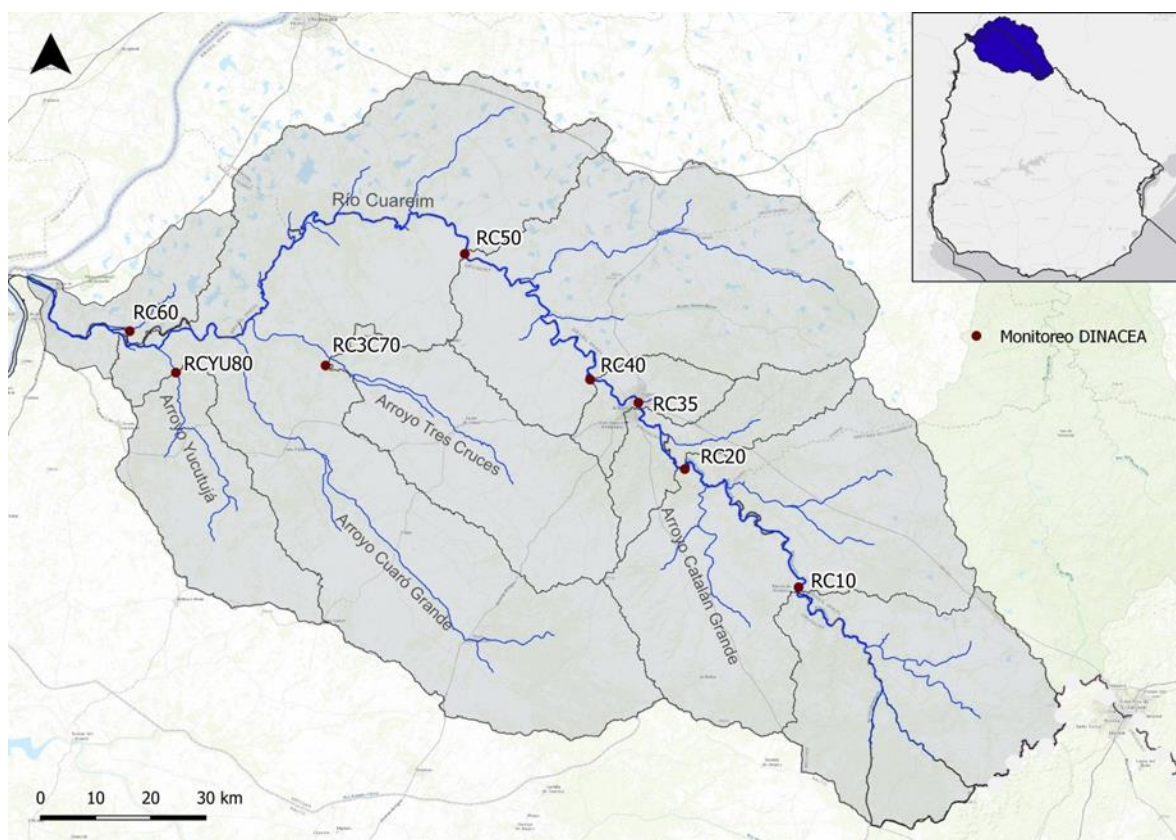 Río Cuareim
RC50
RC60
RC3C70
RCYU80
Monitoreo DINACEA
RC40
RC35
Arroyo Tres Cruces
RC20
Arroyo Yucutujá
Arroyo Cuaró Grande
Arroyo Catalán Grande
RC10
0 10 20 30 km